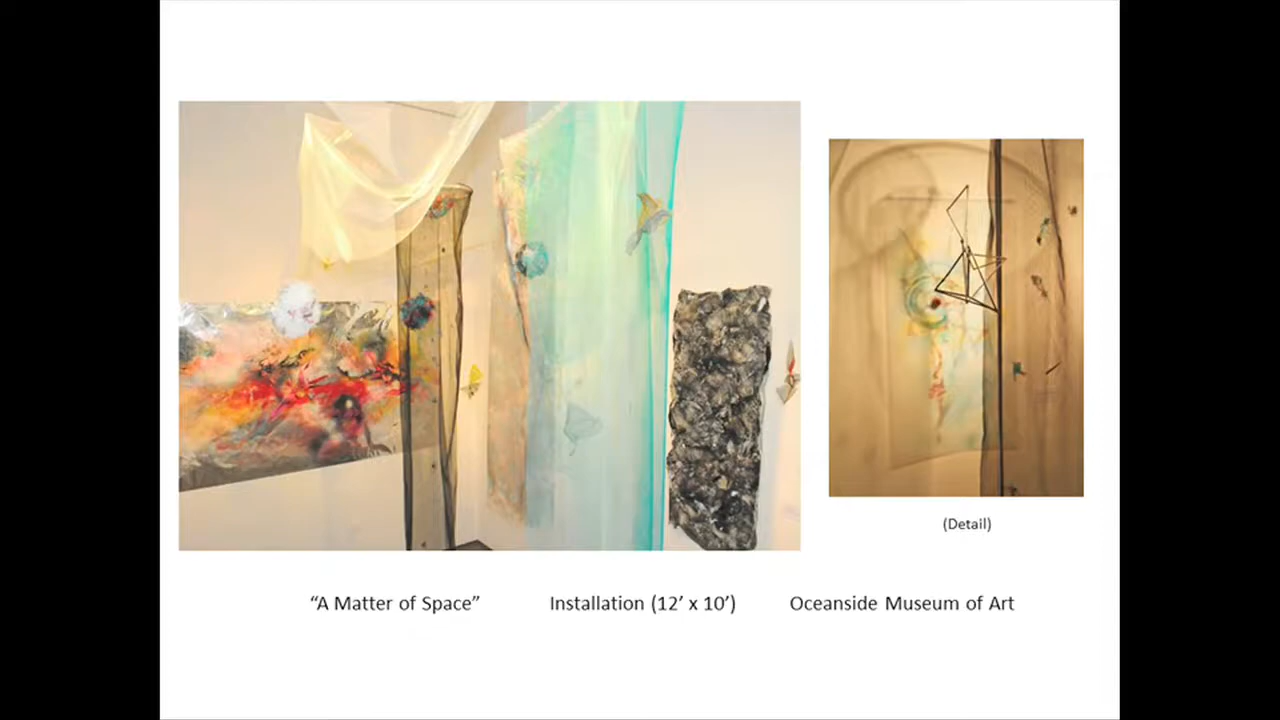 (Detail)
“A Matter of Space” Installation (12’ x 10’) Oceanside Museum of Art